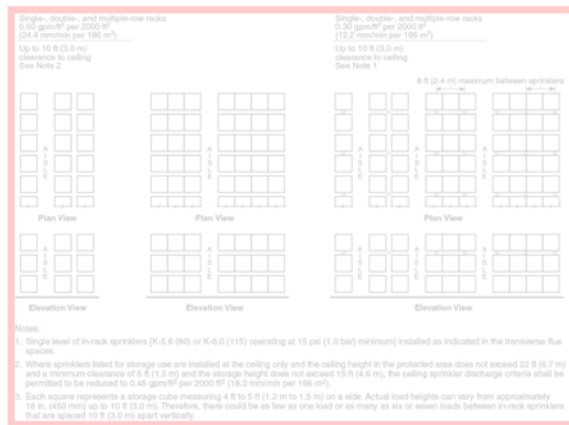 Single-, double-, and multiple-row racks
0.60 gpm/ft² per 2000 ft²
(24.4 mm/min per 186 m²)
Up to 10 ft (3.0 m)
clearance to ceiling
See Note 2
Single-, double-, and multiple-row racks
0.30 gpm/ft² per 2000 ft²
(12.2 mm/min per 186 m²)
Up to 10 ft (3.0 m)
clearance to ceiling
See Note 1
8 ft (2.4 m) maximum between sprinklers
AISLE
AISLE
AISLE
AISLE
Plan View
Plan View
Plan View
AISLE
AISLE
AISLE
AISLE
Elevation View
Elevation View
Elevation View
Notes:
1. Single level of in-rack sprinklers [K-5.6 (80) or K-8.0 (115) operating at 15 psi (1.0 bar) minimum] installed as indicated in the transverse flue
spaces.
2. Where sprinklers listed for storage use are installed at the ceiling only and the ceiling height in the protected area does not exceed 22 ft (6.7 m)
and a minimum clearance of 5 ft (1.5 m) and the storage height does not exceed 15 ft (4.6 m), the ceiling sprinkler discharge criteria shall be
permitted to be reduced to 0.45 gpm/ft² per 2000 ft² (18.3 mm/min per 186 m²).
3. Each square represents a storage cube measuring 4 ft to 5 ft (1.2 m to 1.5 m) on a side. Actual load heights can vary from approximately
18 in. (450 mm) up to 10 ft (3.0 m). Therefore, there could be as few as one load or as many as six or seven loads between in-rack sprinklers
that are spaced 10 ft (3.0 m) apart vertically.